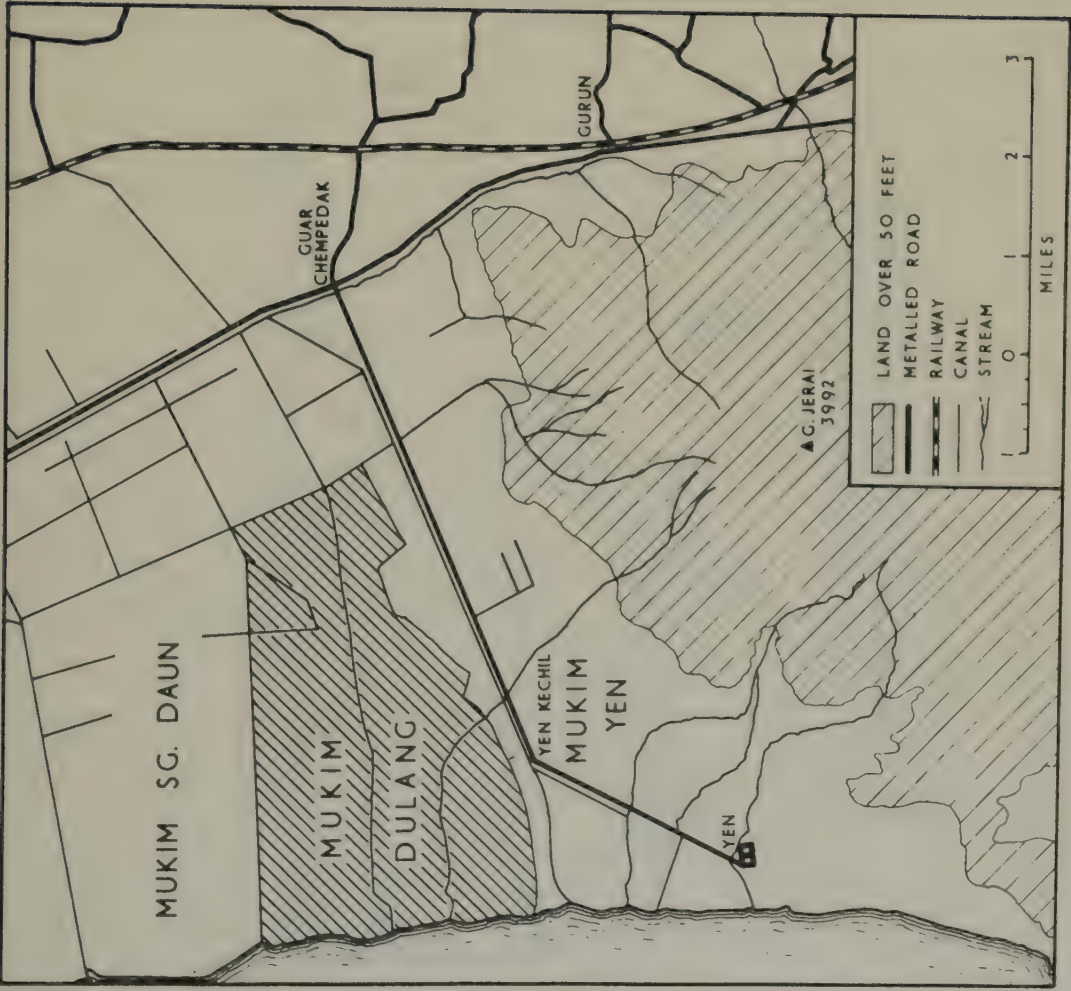 MUKIM SG. DAUN
MUKIM
DULANG
GUAR
CHEMPEDAK
GURUN
YEN KECHIL
MUKIM
YEN
YEN
G. JERAI
3992
LAND OVER 50 FEET
METALLED ROAD
RAILWAY
CANAL
STREAM
1 0 1 2 3
MILES